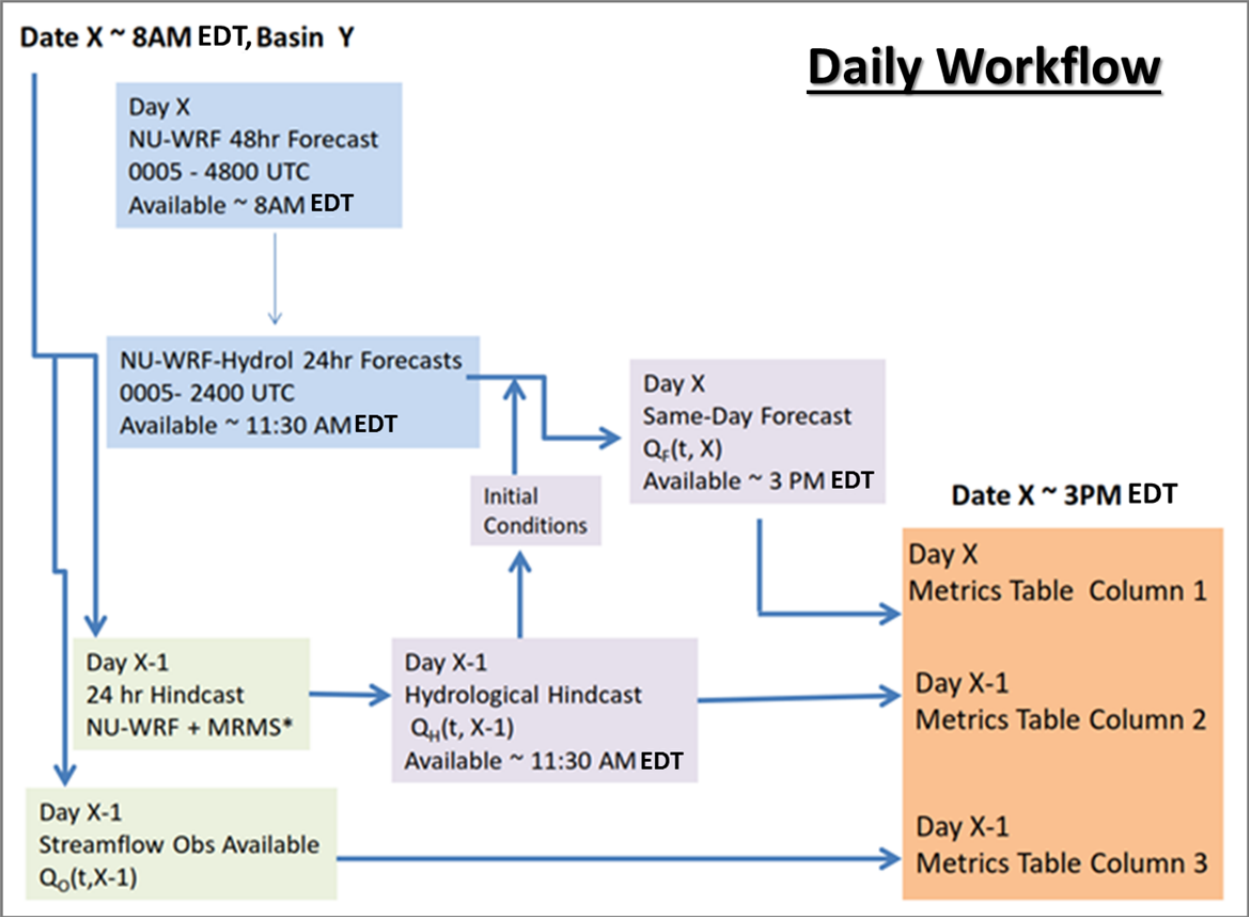 Date X ~ 8AM EDT, Basin Y
Daily Workflow
Day X
NU-WRF 48hr Forecast
0005 - 4800 UTC
Available ~ 8AM EDT
NU-WRF-Hydrol 24hr Forecasts
0005- 2400 UTC
Available ~ 11:30 AM EDT
Day X
Same-Day Forecast
Q_F(t, X)
Available ~ 3 PM EDT
Initial
Conditions
Date X ~ 3PM EDT
Day X
Metrics Table Column 1
Day X-1
24 hr Hindcast
NU-WRF + MRMS*
Day X-1
Hydrological Hindcast
Q_H(t, X-1)
Available ~ 11:30 AM EDT
Day X-1
Metrics Table Column 2
Day X-1
Streamflow Obs Available
Q_O(t,X-1)
Day X-1
Metrics Table Column 3